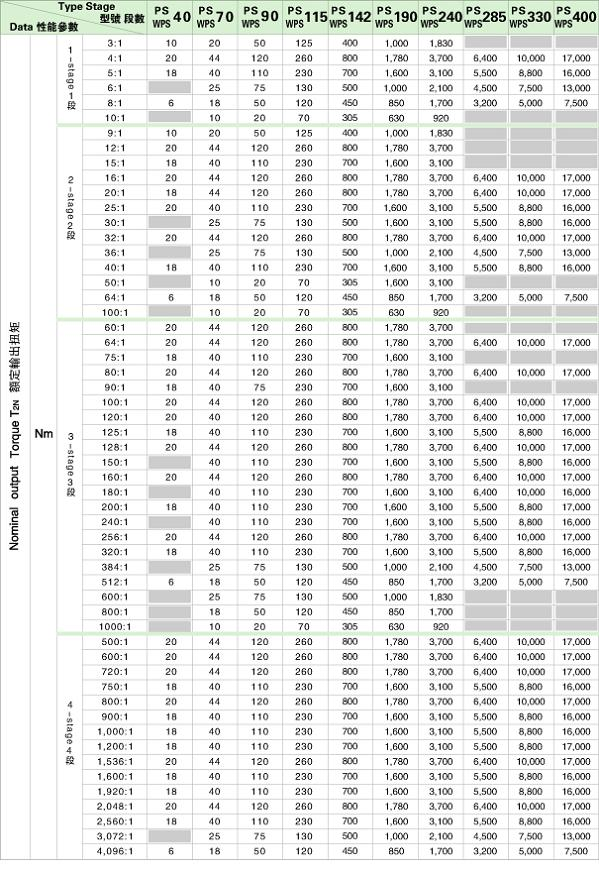 Type Stage 型號 段數 PS WPS 40 PS WPS 70 PS WPS 90 PS WPS 115 PS WPS 142 PS WPS 190 PS WPS 240 PS WPS 285 PS WPS 330 PS WPS 400
Data 性能參數
Nominal output Torque T2N 額定輸出扭矩
Nm
1-stage 1段
3:1 10 20 50 125 400 1,000 1,830
4:1 20 44 120 260 800 1,780 3,700 6,400 10,000 17,000
5:1 18 40 110 230 700 1,600 3,100 5,500 8,800 16,000
6:1 25 75 130 500 1,000 2,100 4,500 7,500 13,000
8:1 6 18 50 120 450 850 1,700 3,200 5,000 7,500
10:1 10 20 70 305 630 920
2-stage 2段
9:1 10 20 50 125 400 1,000 1,830
12:1 20 44 120 260 800 1,780 3,700
15:1 18 40 110 230 700 1,600 3,100
16:1 20 44 120 260 800 1,780 3,700 6,400 10,000 17,000
20:1 18 44 120 260 800 1,780 3,700 6,400 10,000 17,000
25:1 20 40 110 230 700 1,600 3,100 5,500 8,800 16,000
30:1 25 75 130 500 1,600 3,100 5,500 8,800 16,000
32:1 20 44 120 260 800 1,780 3,700 6,400 10,000 17,000
36:1 25 75 130 500 1,000 2,100 4,500 7,500 13,000
40:1 18 40 110 230 700 1,600 3,100 5,500 8,800 16,000
50:1 10 20 70 305 1,600 3,100
64:1 6 18 50 120 450 850 1,700 3,200 5,000 7,500
100:1 10 20 70 305 630 920
3-stage 3段
60:1 20 44 120 260 800 1,780 3,700
64:1 20 44 120 260 800 1,780 3,700 6,400 10,000 17,000
75:1 18 40 110 230 700 1,600 3,100
80:1 20 44 120 260 800 1,780 3,700 6,400 10,000 17,000
90:1 18 40 75 230 700 1,600 3,100
100:1 20 44 120 260 800 1,780 3,700 6,400 10,000 17,000
120:1 20 44 120 260 800 1,780 3,700 6,400 10,000 17,000
125:1 18 40 110 230 700 1,600 3,100 5,500 8,800 16,000
128:1 20 44 120 260 800 1,780 3,700 6,400 10,000 17,000
150:1 40 110 230 700 1,600 3,100 5,500 8,800 16,000
160:1 20 44 120 260 800 1,780 3,700 6,400 10,000 17,000
180:1 40 110 230 700 1,600 3,100 6,400 10,000 16,000
200:1 18 40 110 230 700 1,600 3,100 5,500 8,800 17,000
240:1 40 110 230 700 1,600 3,100 5,500 8,800 16,000
256:1 20 44 120 260 800 1,780 3,700 6,400 10,000 17,000
320:1 18 40 110 230 700 1,600 3,100 5,500 8,800 16,000
384:1 25 75 130 500 1,000 2,100 4,500 7,500 13,000
512:1 6 18 50 120 450 850 1,700 3,200 5,000 7,500
600:1 25 75 130 500 1,000 1,830
800:1 18 50 120 450 850 1,700
1000:1 10 20 70 305 630 920
4-stage 4段
500:1 20 44 120 260 800 1,780 3,700 6,400 10,000 17,000
600:1 20 44 120 260 800 1,780 3,700 6,400 10,000 17,000
720:1 20 44 120 260 800 1,780 3,700 6,400 10,000 17,000
750:1 18 40 110 230 700 1,600 3,100 5,500 8,800 16,000
800:1 20 44 120 260 800 1,780 3,700 6,400 10,000 17,000
900:1 18 40 110 230 700 1,600 3,100 5,500 8,800 16,000
1,000:1 18 40 110 230 700 1,600 3,100 5,500 8,800 16,000
1,200:1 18 40 110 230 700 1,600 3,100 5,500 8,800 16,000
1,536:1 20 44 120 260 800 1,780 3,700 6,400 10,000 17,000
1,600:1 18 40 110 230 700 1,600 3,100 5,500 8,800 16,000
1,920:1 18 40 110 230 700 1,600 3,100 5,500 8,800 16,000
2,048:1 20 44 120 260 800 1,780 3,700 6,400 10,000 17,000
2,560:1 18 40 110 230 700 1,600 3,100 5,500 8,800 16,000
3,072:1 25 75 130 500 1,000 2,100 4,500 7,500 13,000
4,096:1 6 18 50 120 450 850 1,700 3,200 5,000 7,500